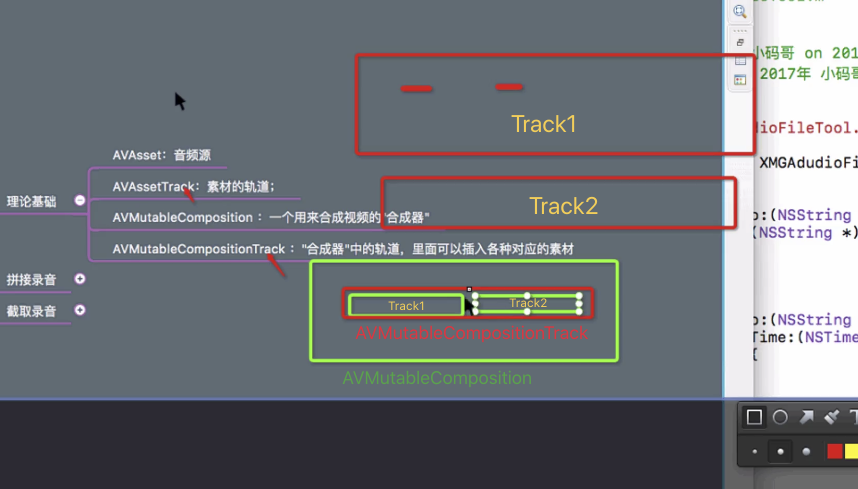 小码哥 on 201
2017年 小码哥
Track1
dioFileTool.
AVAsset：音频源
XMGAdudioFi
理论基础
AVAssetTrack：素材的轨道；
Track2
AVMutableComposition ：一个用来合成视频的"合成器"
o:(NSString
(NSString *)
AVMutableCompositionTrack ："合成器"中的轨道，里面可以插入各种对应的素材
拼接录音
Track1
Track2
截取录音
o:(NSString
AVMutableCompositionTrack
Time:(NSTime
{
AVMutableComposition
T